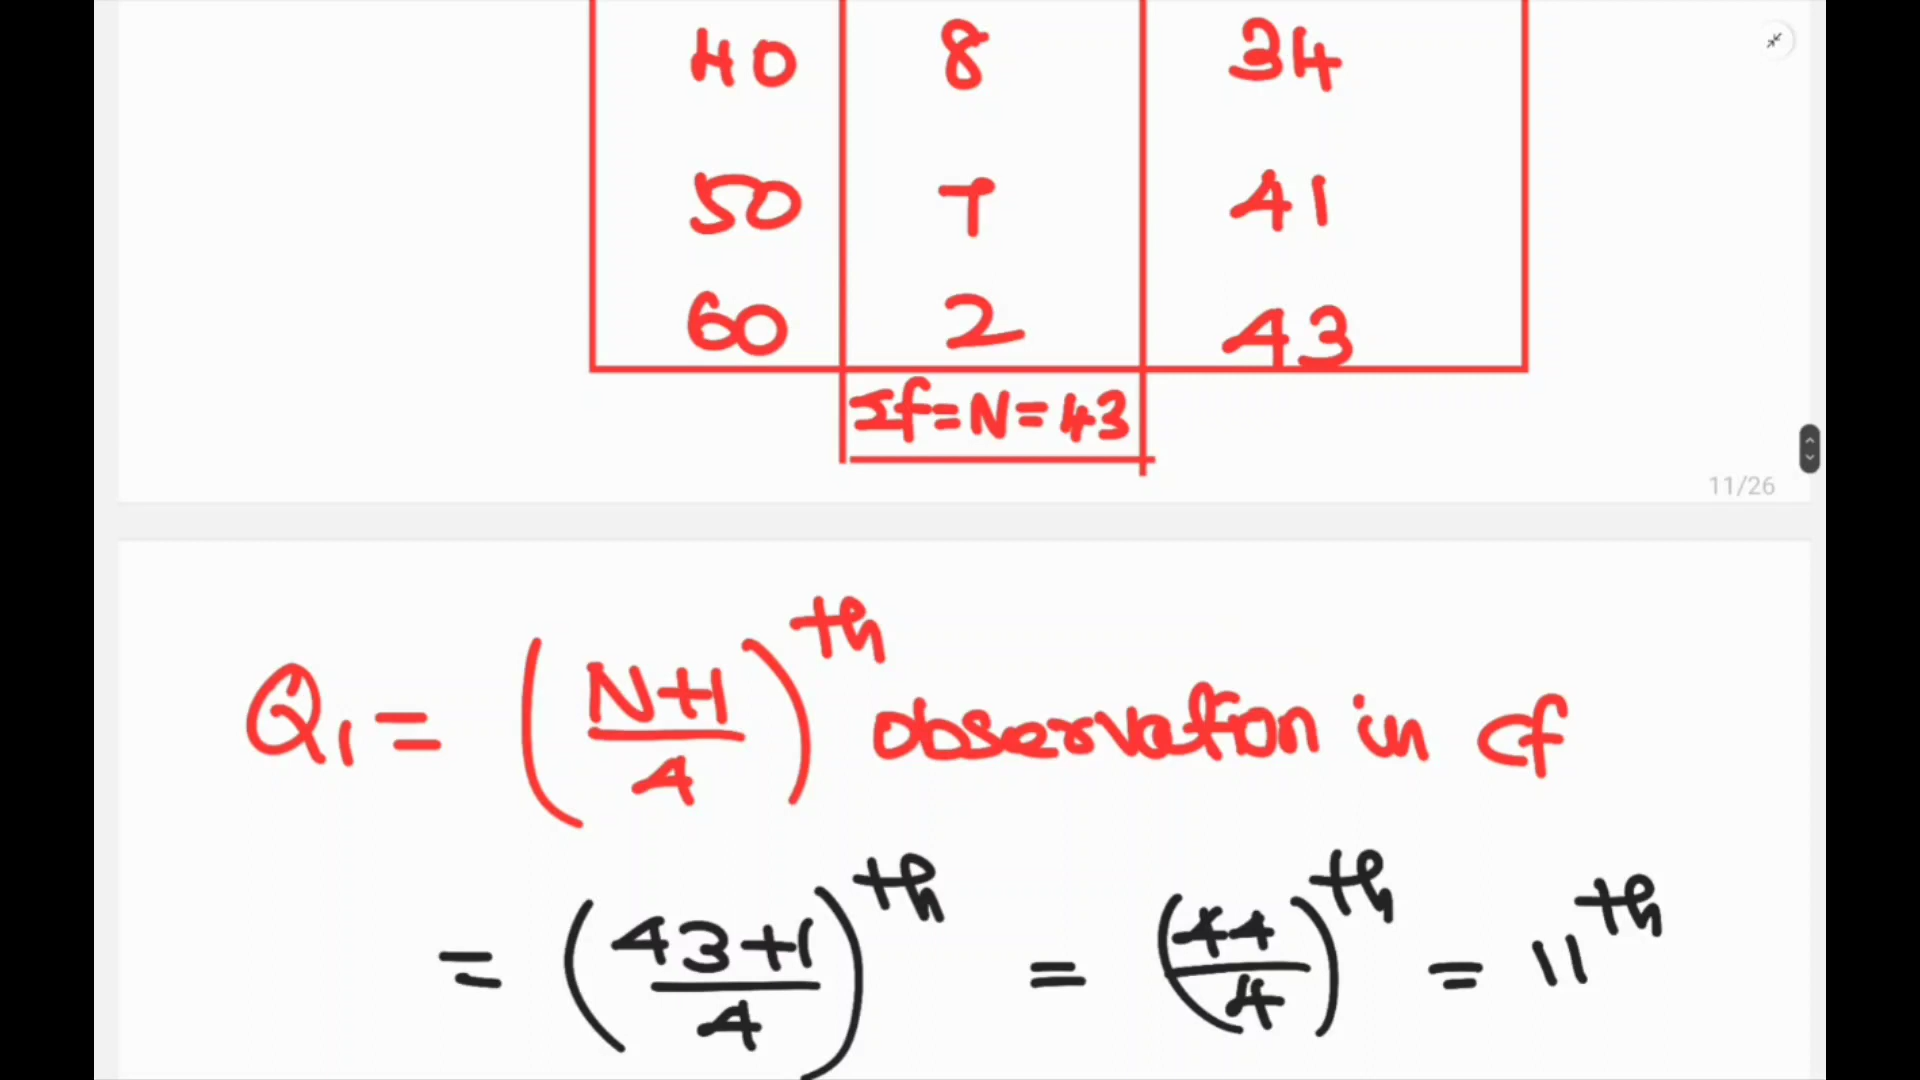 40 8 34
50 7 41
60 2 43
Σf=N=43
11/26
Q₁ = (N+1/4)ᵗʰ observation in cf
= (43+1/4)ᵗʰ = (44/4)ᵗʰ = 11ᵗʰ